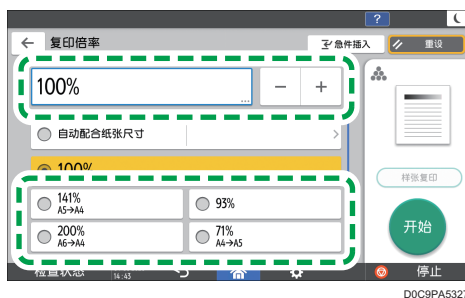 ?
← 复印倍率
急件插入
重设
100%
...
− +
自动配合纸张尺寸
100%
141%
A5→A4
93%
200%
A6→A4
71%
A4→A5
样张复印
开始
检查状态 14:43
停止
D0C9PA5327